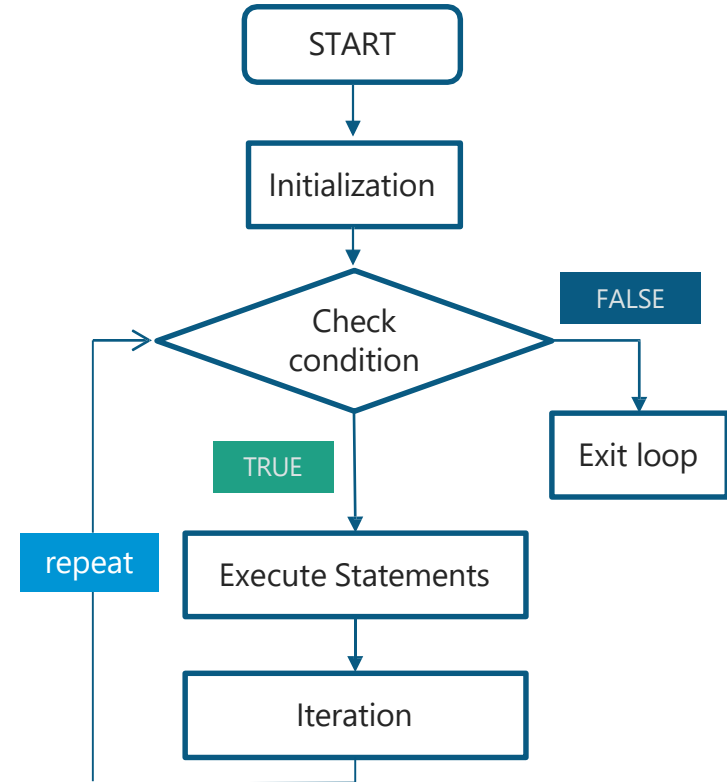 START
Initialization
FALSE
Check
condition
Exit loop
TRUE
repeat
Execute Statements
Iteration